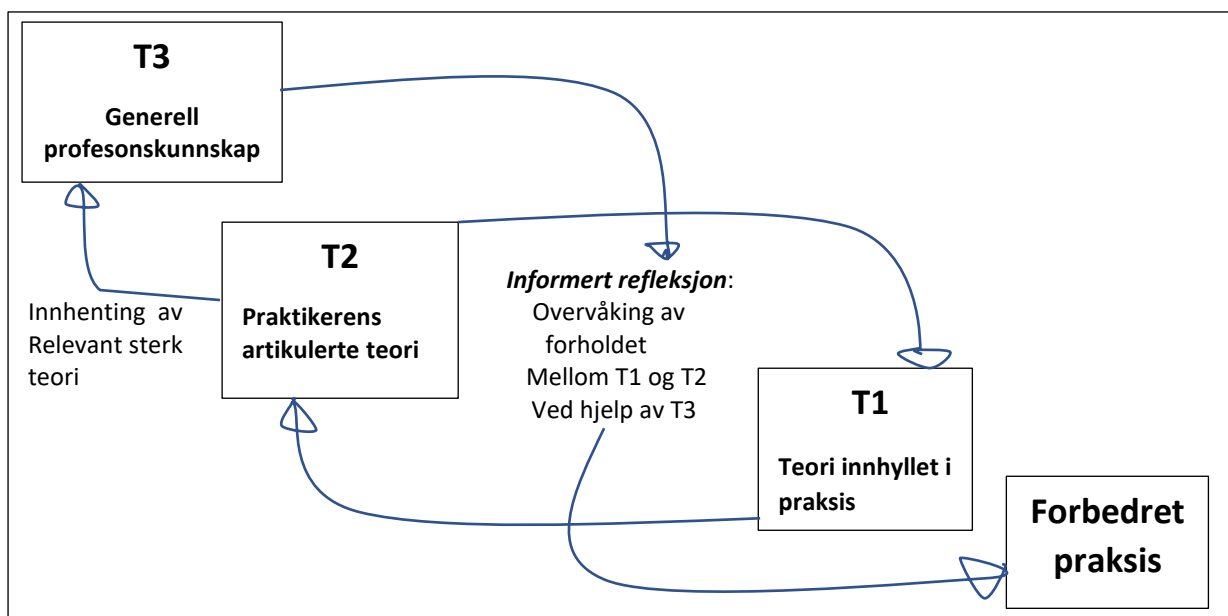 T3
Generell
profesonskunnskap
T2
Praktikerens
artikulerte teori
Innhenting av
Relevant sterk
teori
Informert refleksjon:
Overvåking av
forholdet
Mellom T1 og T2
Ved hjelp av T3
T1
Teori innhyllet i
praksis
Forbedret
praksis